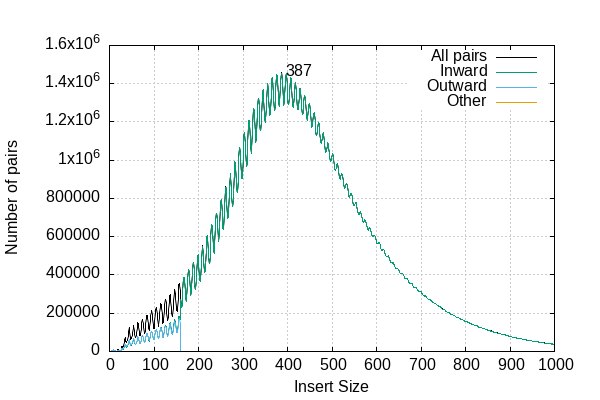 1.6x10^6
1.4x10^6
1.2x10^6
1x10^6
800000
600000
400000
200000
0
Number of pairs
387
All pairs
Inward
Outward
Other
0 100 200 300 400 500 600 700 800 900 1000
Insert Size